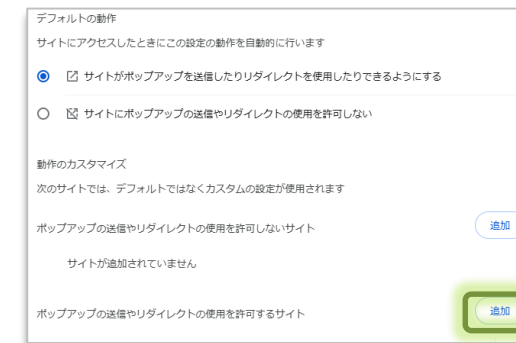 デフォルトの動作
サイトにアクセスしたときにこの設定の動作を自動的に行います
サイトがポップアップを送信したりリダイレクトを使用したりできるようにする
サイトにポップアップの送信やリダイレクトの使用を許可しない
動作のカスタマイズ
次のサイトでは、デフォルトではなくカスタムの設定が使用されます
ポップアップの送信やリダイレクトの使用を許可しないサイト
追加
サイトが追加されていません
ポップアップの送信やリダイレクトの使用を許可するサイト
追加